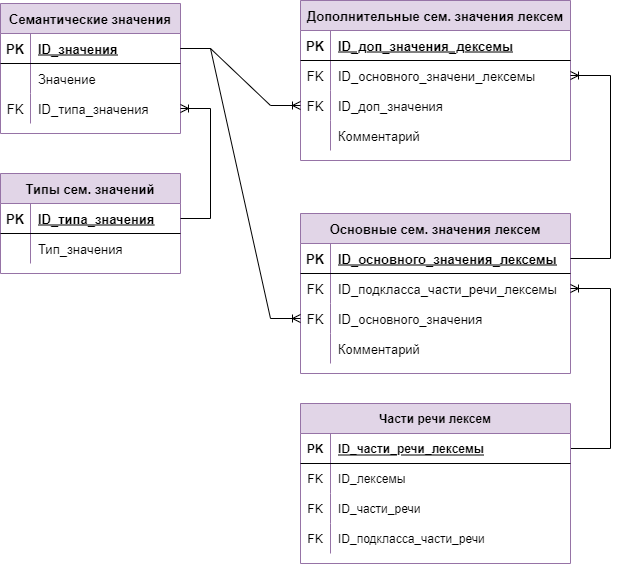 Семантические значения
PK ID_значения
Значение
FK ID_типа_значения
Типы сем. значений
PK ID_типа_значения
Тип_значения
Дополнительные сем. значения лексем
PK ID_доп_значения_дексемы
FK ID_основного_значени_лексемы
FK ID_доп_значения
Комментарий
Основные сем. значения лексем
PK ID_основного_значения_лексемы
FK ID_подкласса_части_речи_лексемы
FK ID_основного_значения
Комментарий
Части речи лексем
PK ID_части_речи_лексемы
FK ID_лексемы
FK ID_части_речи
FK ID_подкласса_части_речи